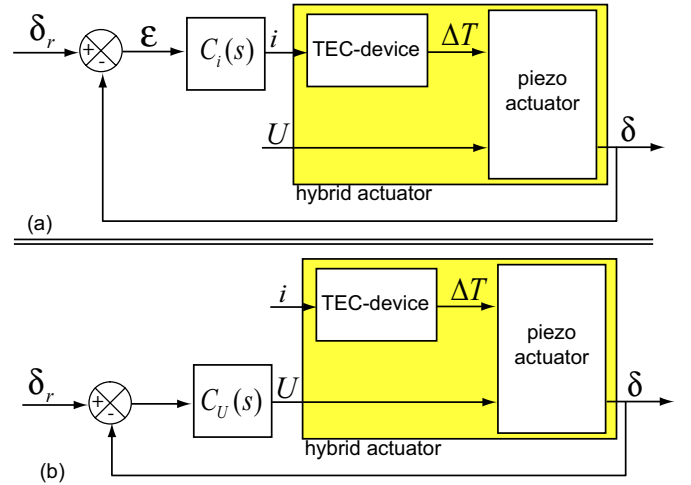 δr + - ε Ci(s) i TEC-device ΔT piezo
actuator
U δ
hybrid actuator
(a)
i TEC-device ΔT piezo
actuator
δr + - CU(s) U δ
hybrid actuator
(b)